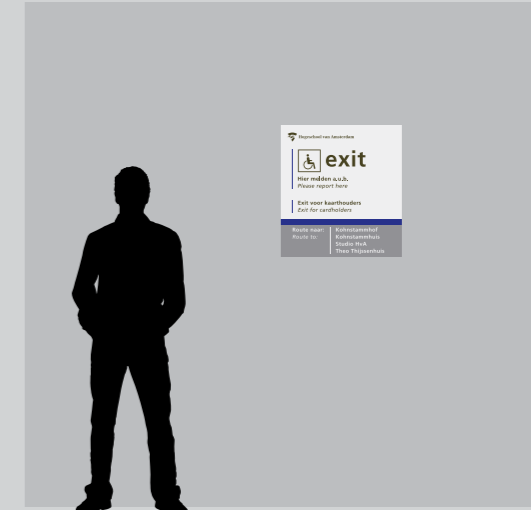 Hogeschool van Amsterdam
exit
Hier melden a.u.b.
Please report here
Exit voor kaarthouders
Exit for cardholders
Route naar: Kohnstammhof
Route to: Kohnstammhuis
Studio HvA
Theo Thijssenhuis